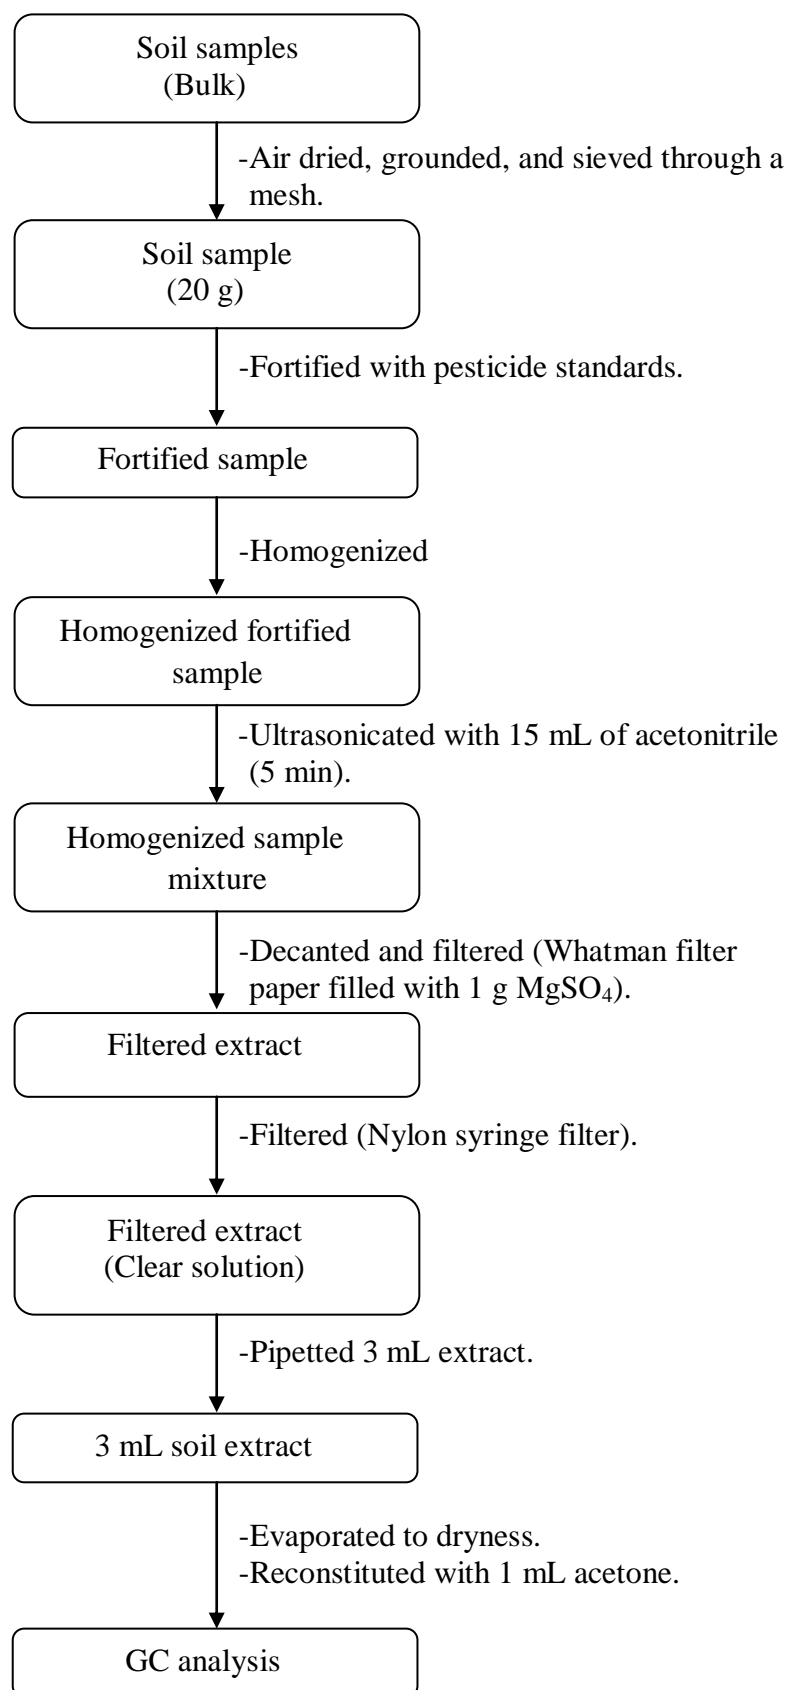 Soil samples
(Bulk)
-Air dried, grounded, and sieved through a
mesh.
Soil sample
(20 g)
-Fortified with pesticide standards.
Fortified sample
-Homogenized
Homogenized fortified
sample
-Ultrasonicated with 15 mL of acetonitrile
(5 min).
Homogenized sample
mixture
-Decanted and filtered (Whatman filter
paper filled with 1 g MgSO₄).
Filtered extract
-Filtered (Nylon syringe filter).
Filtered extract
(Clear solution)
-Pipetted 3 mL extract.
3 mL soil extract
-Evaporated to dryness.
-Reconstituted with 1 mL acetone.
GC analysis